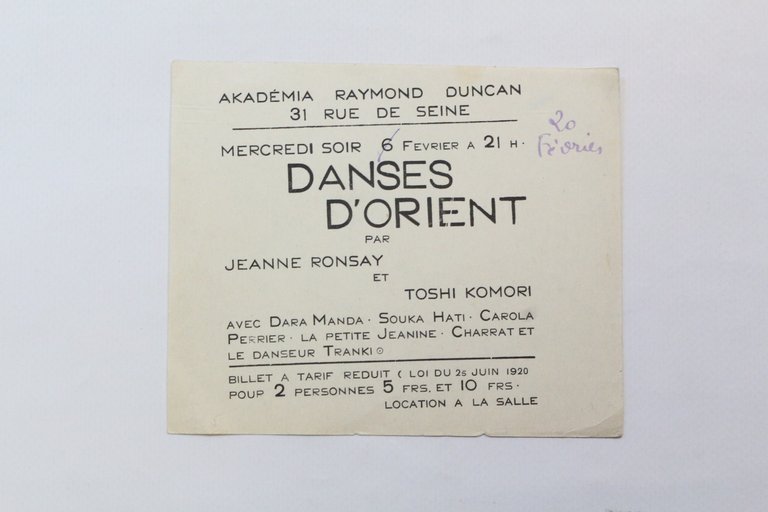 AKADÉMIA RAYMOND DUNCAN
31 RUE DE SEINE
MERCREDI SOIR 6 FEVRIER A 21 H.
20
Février
DANSES
D'ORIENT
PAR
JEANNE RONSAY
ET
TOSHI KOMORI
AVEC DARA MANDA · SOUKA HATI · CAROLA
PERRIER · LA PETITE JEANINE · CHARRAT ET
LE DANSEUR TRANKI
BILLET A TARIF REDUIT ( LOI DU 25 JUIN 1920
POUR 2 PERSONNES 5 FRS. ET 10 FRS ·
LOCATION A LA SALLE